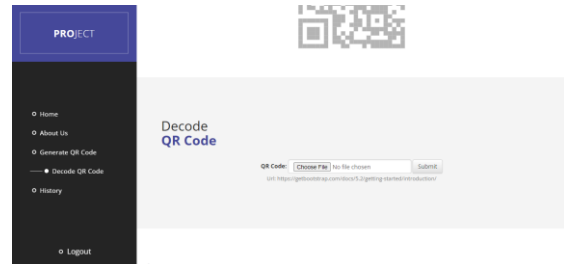 PROJECT
Home
About Us
Generate QR Code
Decode QR Code
History
Logout
Decode
QR Code
QR Code: Choose File No file chosen Submit
Url: https://getbootstrap.com/docs/5.2/getting-started/introduction/